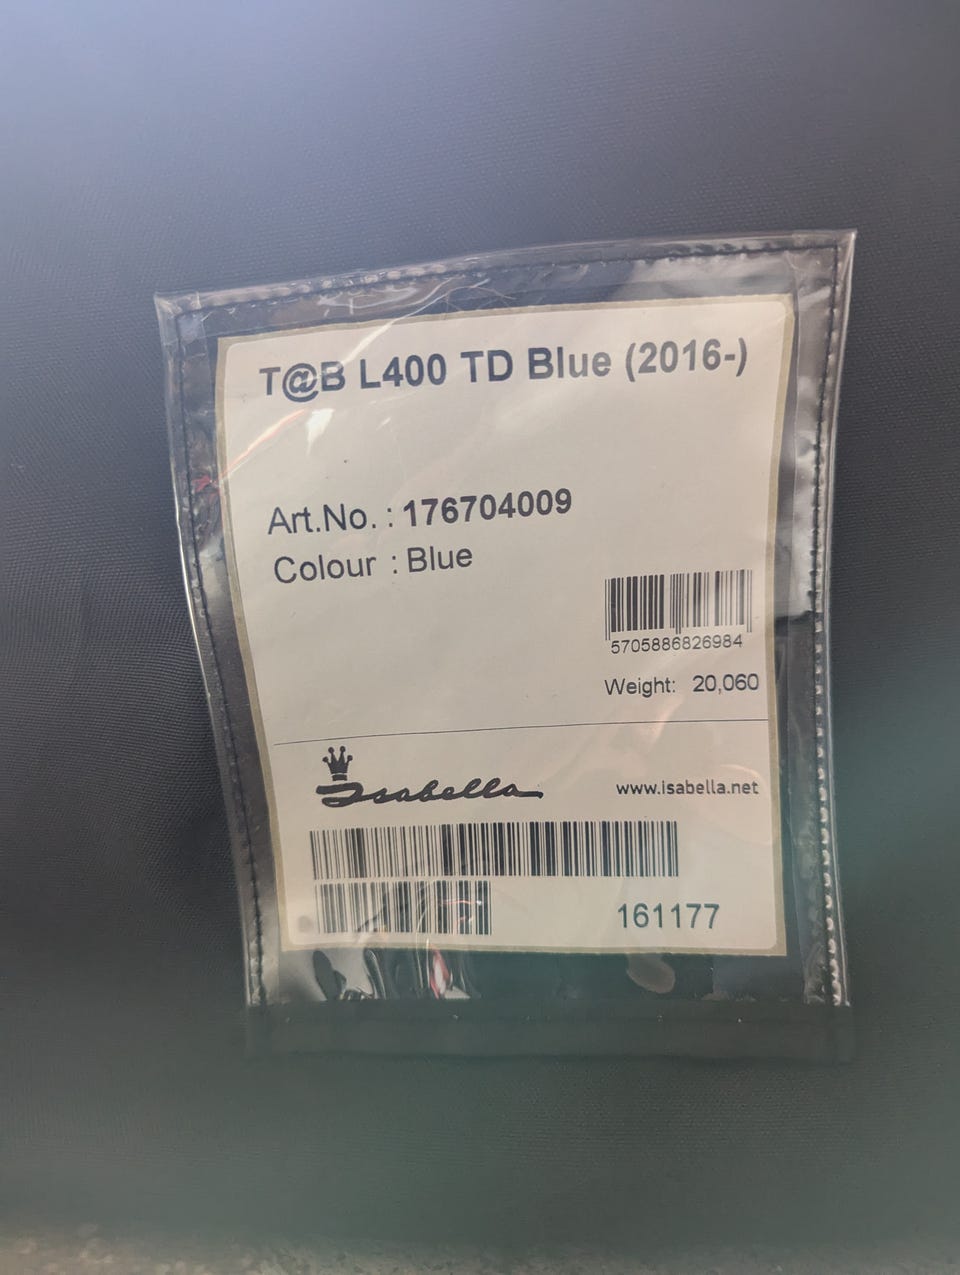 T@B L400 TD Blue (2016-)
Art.No. : 176704009
Colour : Blue
5705886826984
Weight: 20,060
Isabella
www.isabella.net
161177